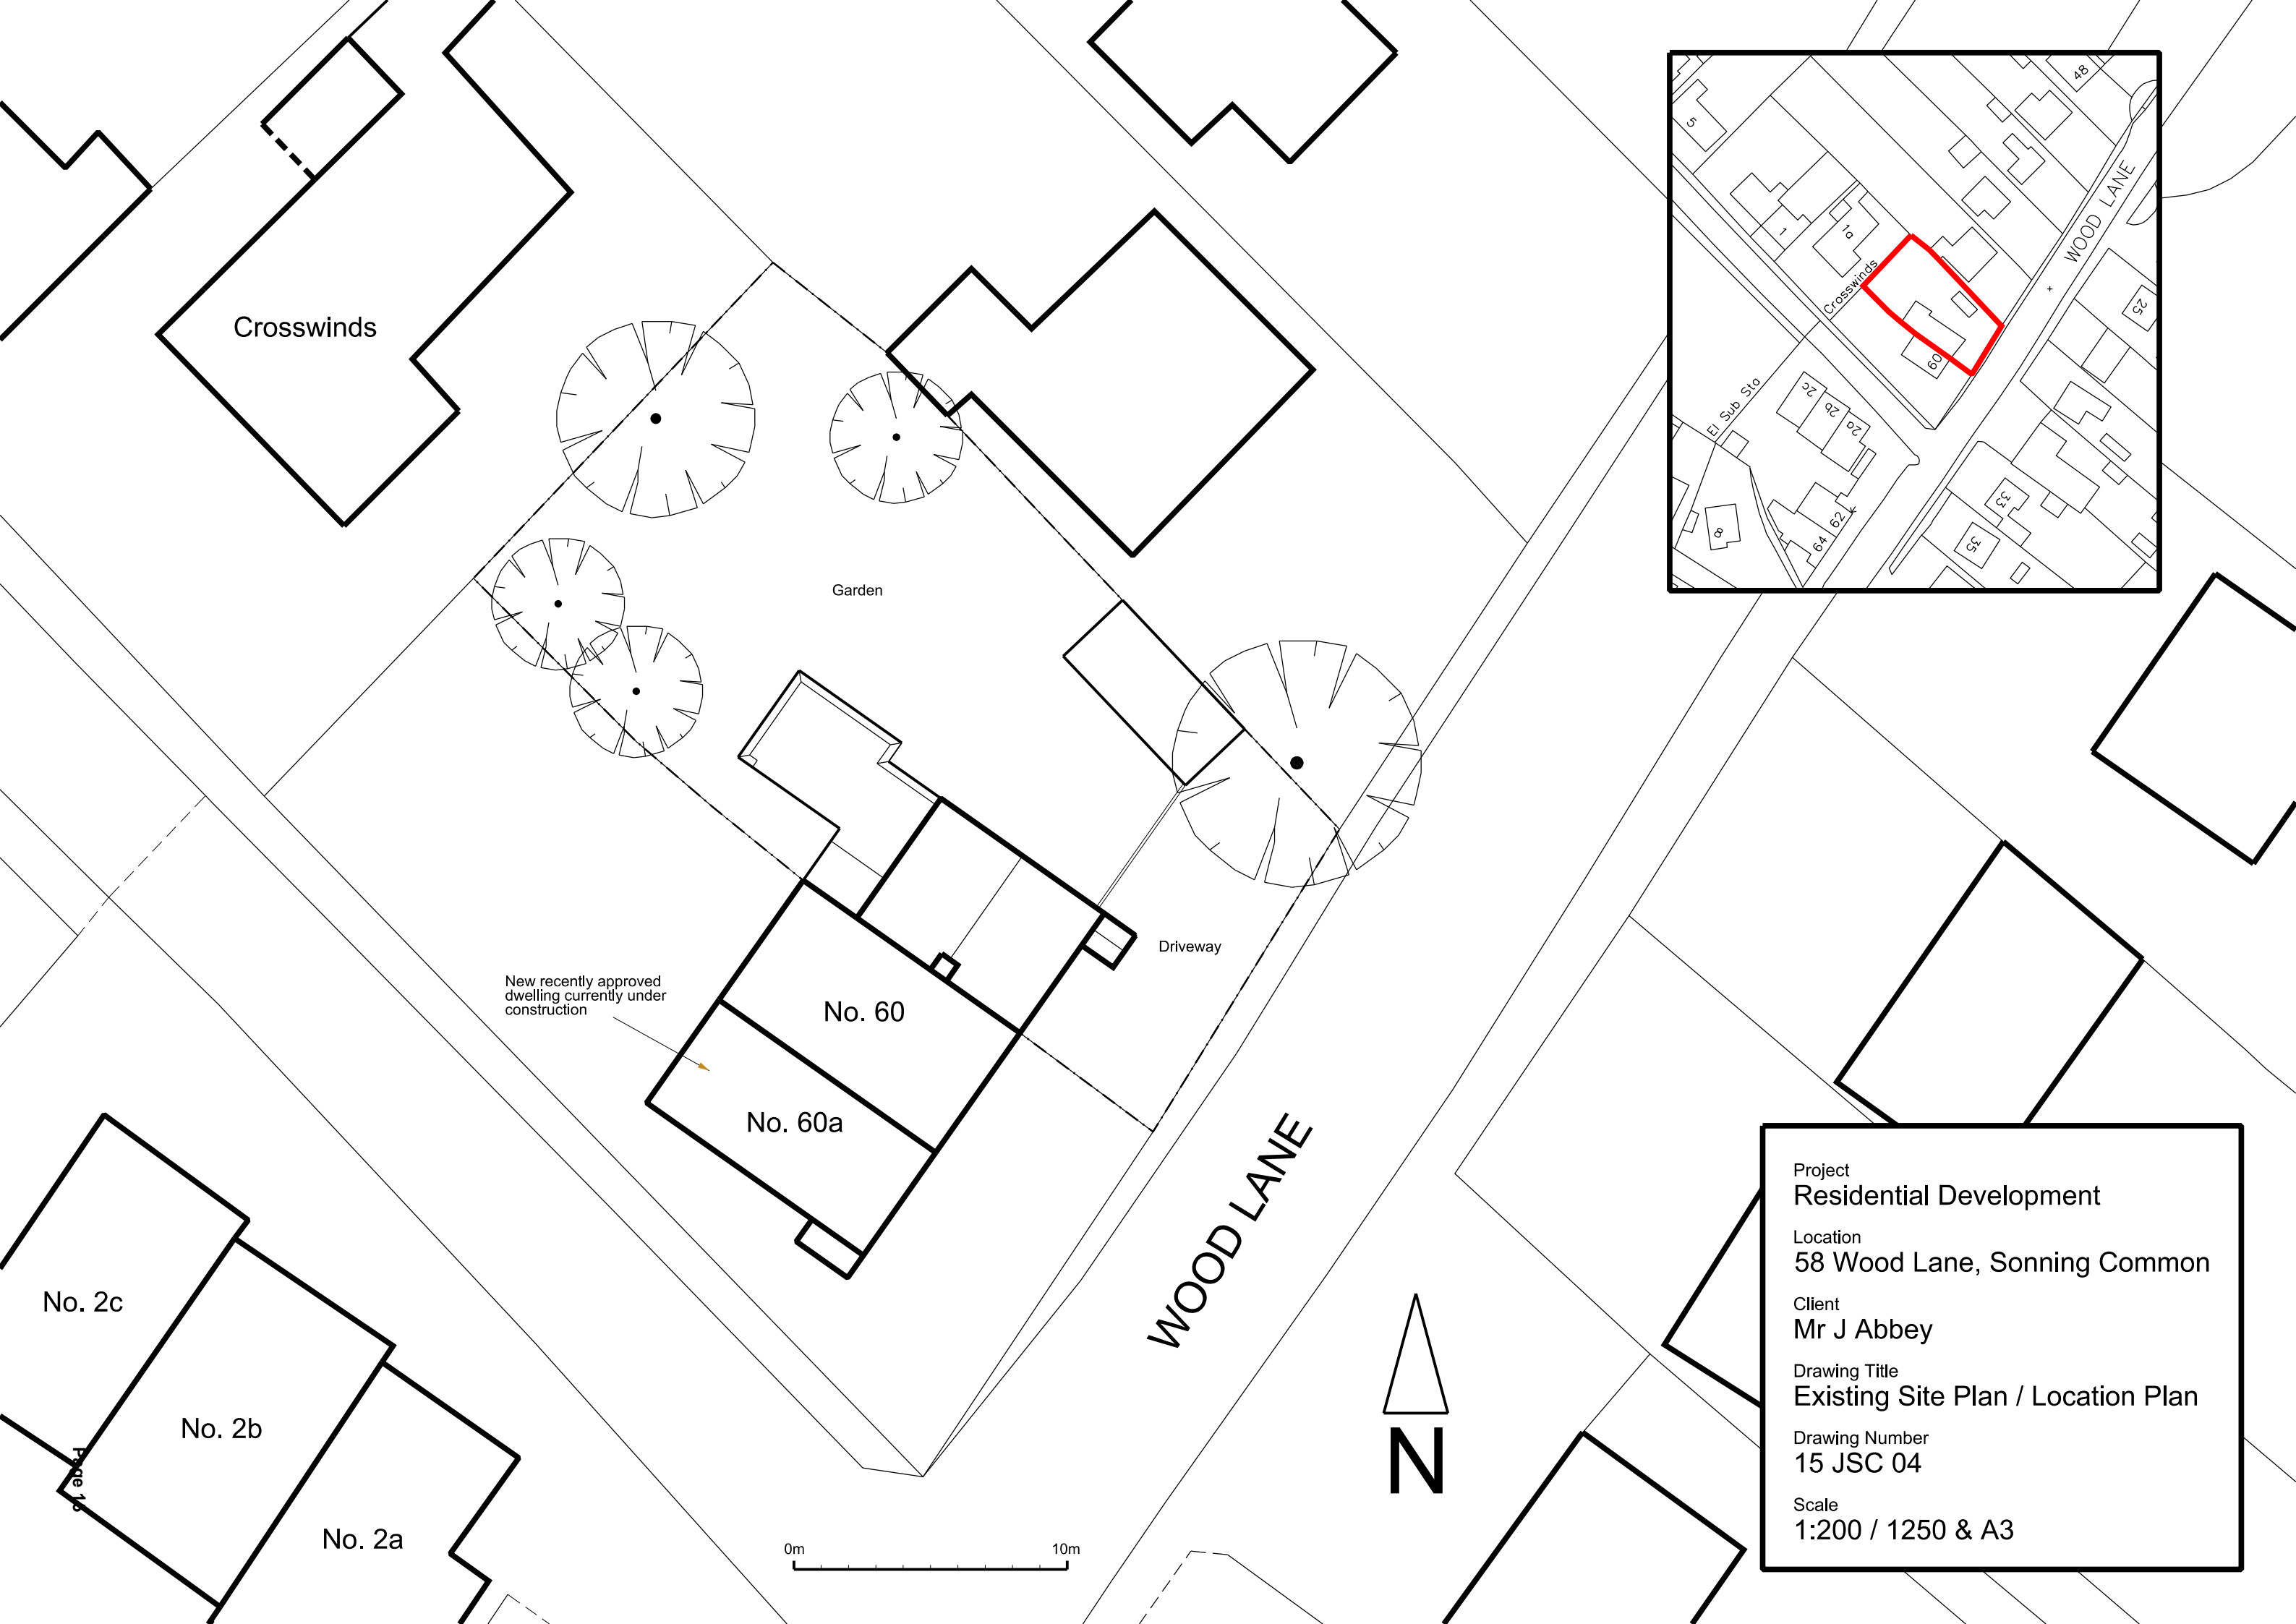 Crosswinds
Garden
Driveway
New recently approved
dwelling currently under
construction
No. 60
No. 60a
No. 2c
No. 2b
No. 2a
WOOD LANE
N
0m
10m
48
5
1
1a
Crosswinds
WOOD LANE
25
60
El Sub Sta
2c
2b
2a
8
62
64
33
35
Project
Residential Development
Location
58 Wood Lane, Sonning Common
Client
Mr J Abbey
Drawing Title
Existing Site Plan / Location Plan
Drawing Number
15 JSC 04
Scale
1:200 / 1250 & A3
Page